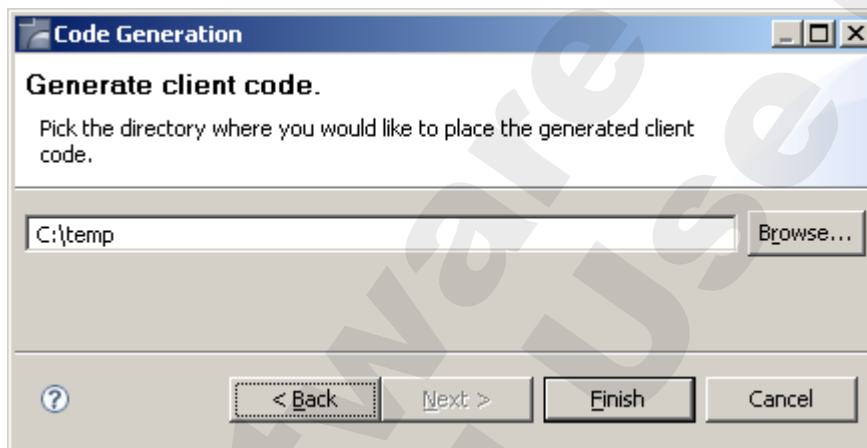 Code Generation
Generate client code.
Pick the directory where you would like to place the generated client
code.
C:\temp
Browse...
< Back
Next >
Finish
Cancel